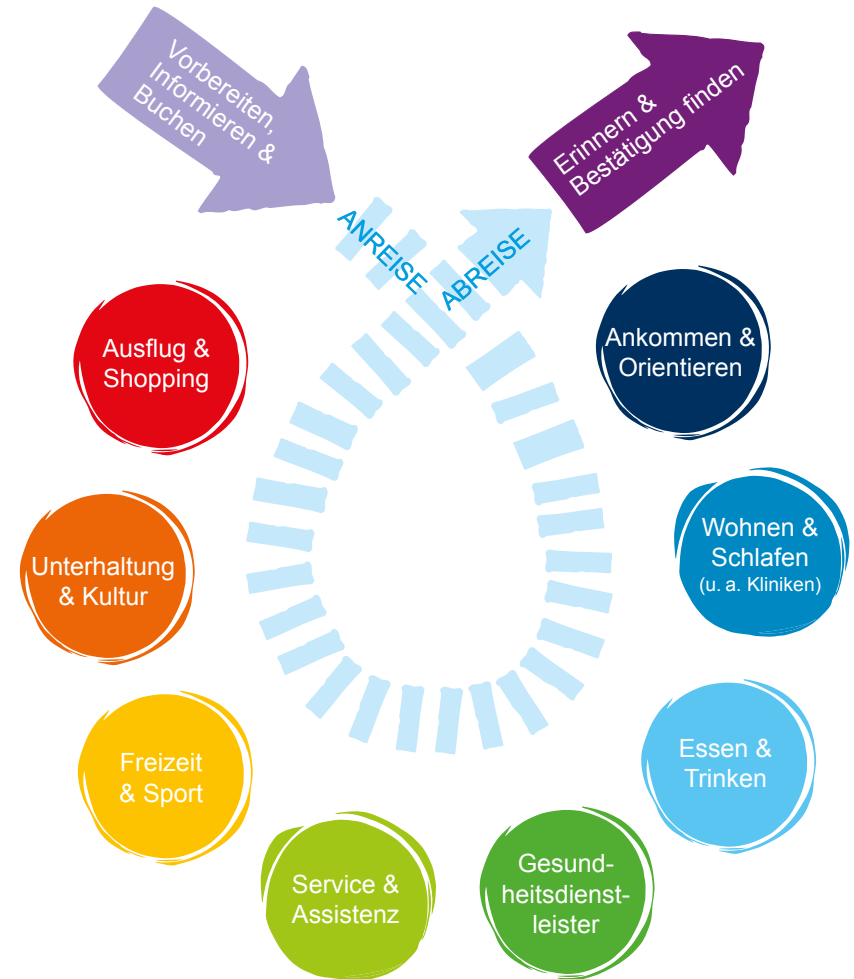 Vorbereiten,
Informieren &
Buchen
Erinnern &
Bestätigung finden
ANREISE
ABREISE
Ankommen &
Orientieren
Wohnen &
Schlafen
(u. a. Kliniken)
Essen &
Trinken
Gesund-
heitsdienst-
leister
Service &
Assistenz
Freizeit
& Sport
Unterhaltung
& Kultur
Ausflug &
Shopping